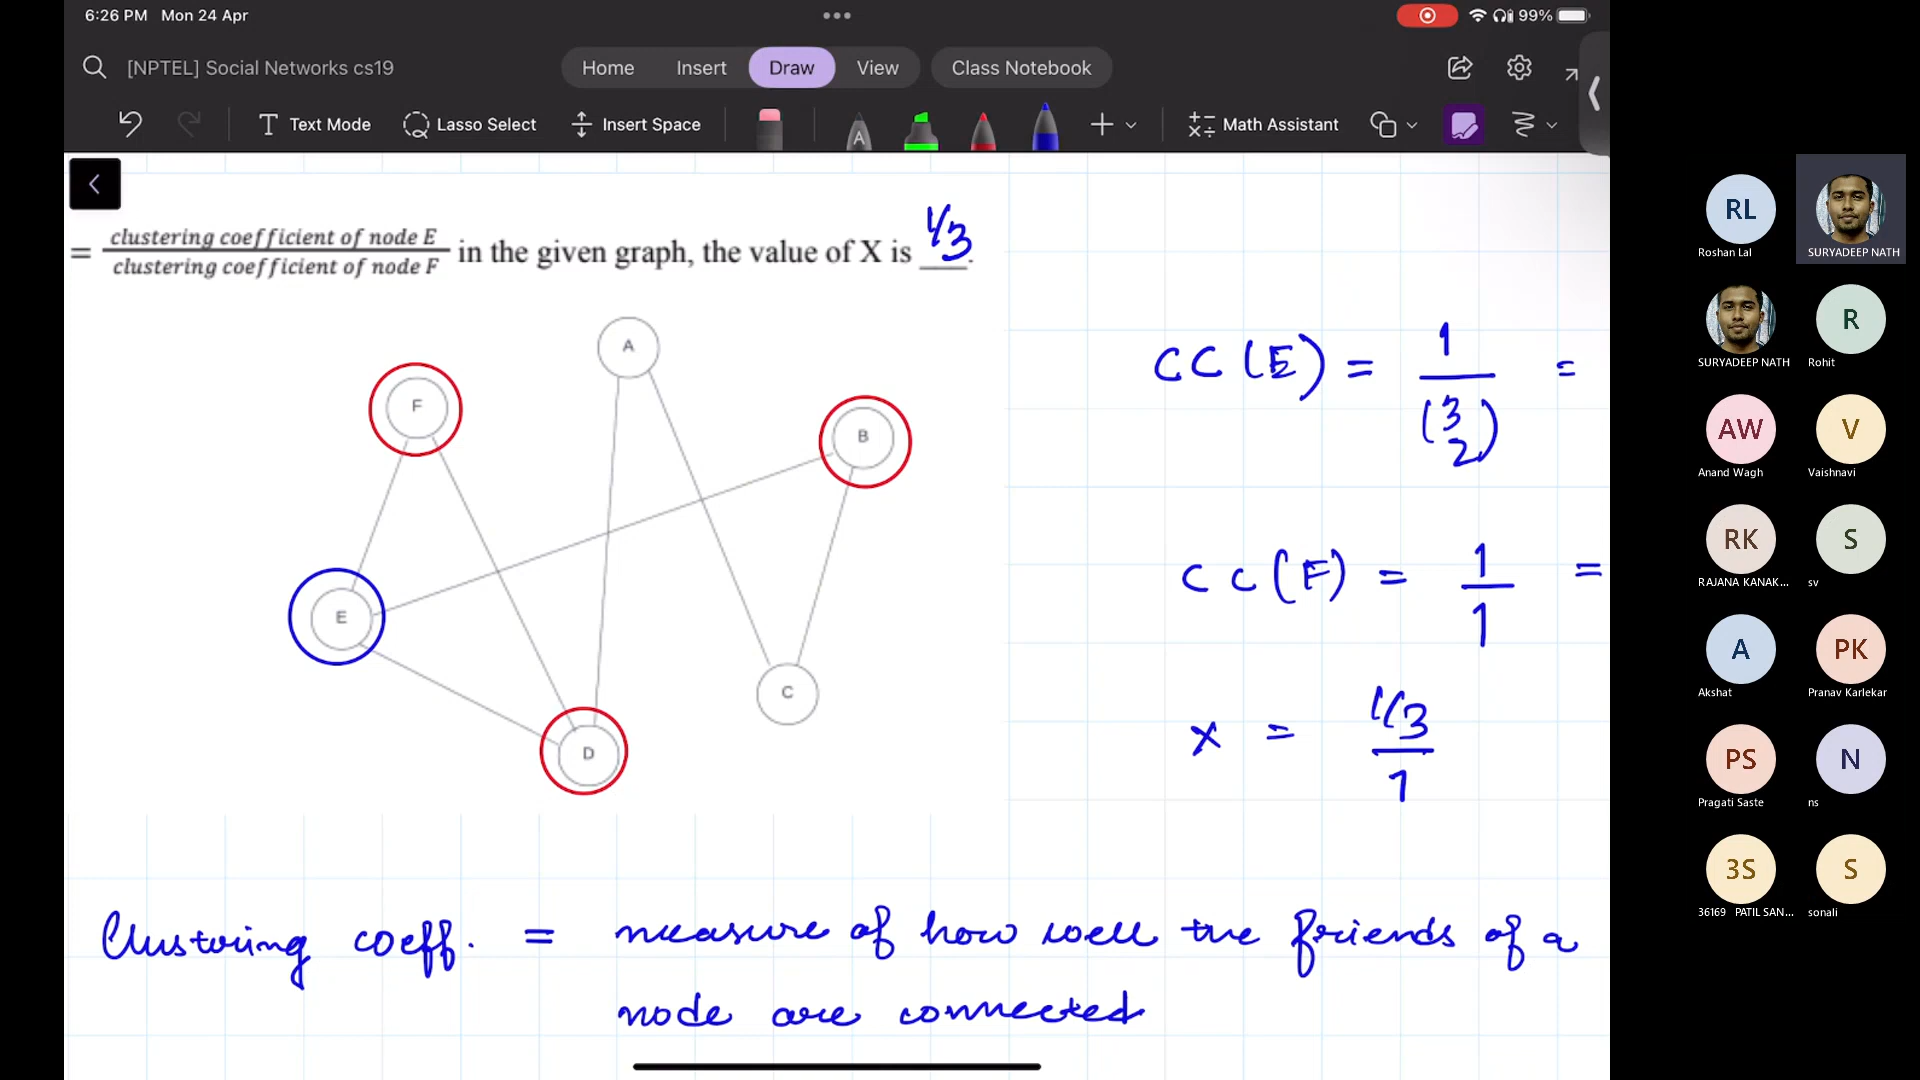 6:26 PM Mon 24 Apr
99%
[NPTEL] Social Networks cs19
Home Insert Draw View Class Notebook
Text Mode Lasso Select Insert Space Math Assistant
= clustering coefficient of node E / clustering coefficient of node F in the given graph, the value of X is 1/3.
A
F
B
E
C
D
CC(E) = 1 / (3 2) =
CC(F) = 1 / 1 =
x = 1/3 / 1
Clustering coeff. = measure of how well the friends of a
node are connected
RL
Roshan Lal
SURYADEEP NATH
SURYADEEP NATH
R
Rohit
AW
Anand Wagh
V
Vaishnavi
RK
RAJANA KANAK...
S
sv
A
Akshat
PK
Pranav Karlekar
PS
Pragati Saste
N
ns
3S
36169 PATIL SAN...
S
sonali